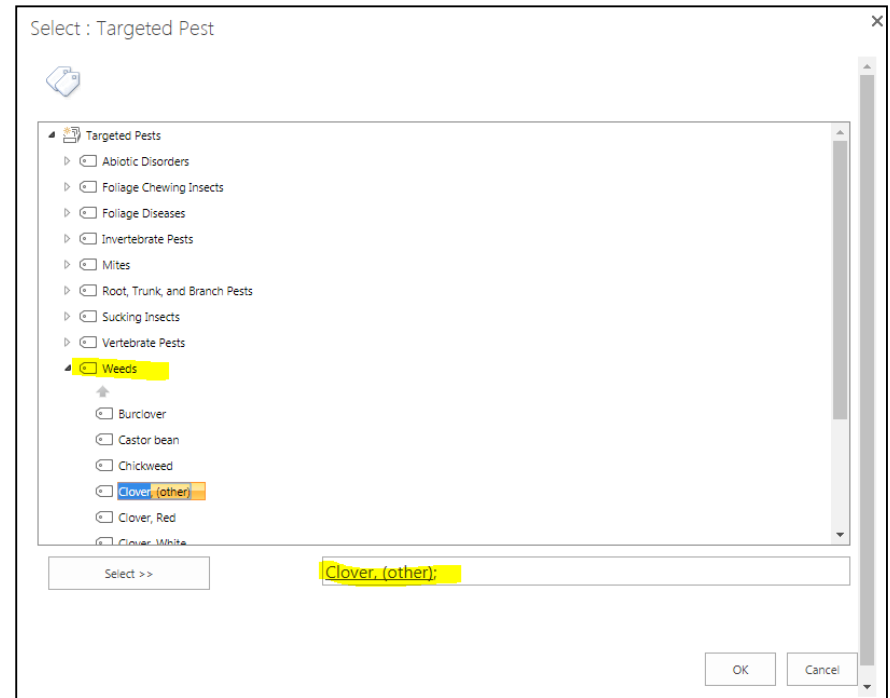 Select : Targeted Pest
Targeted Pests
Abiotic Disorders
Foliage Chewing Insects
Foliage Diseases
Invertebrate Pests
Mites
Root, Trunk, and Branch Pests
Sucking Insects
Vertebrate Pests
Weeds
Burclover
Castor bean
Chickweed
Clover, (other)
Clover, Red
Clover, White
Select >>
Clover, (other);
OK
Cancel